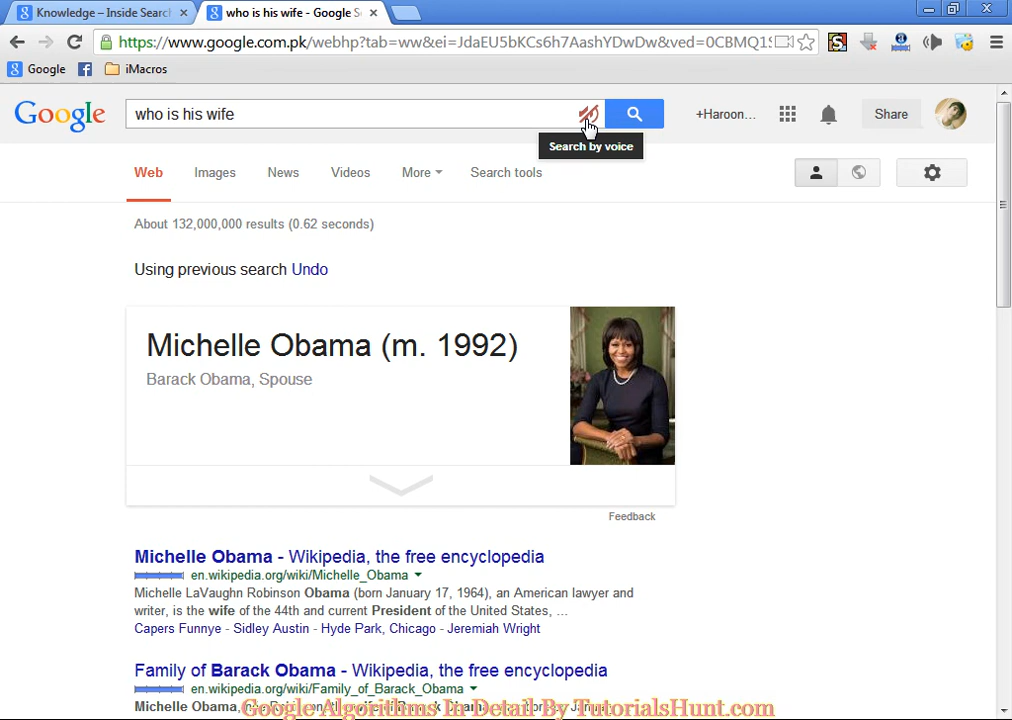 Knowledge – Inside Search
who is his wife - Google S
https://www.google.com.pk/webhp?tab=ww&ei=JdaEU5bKCs6h7AashYDwDw&ved=0CBMQ1S
Google
iMacros
Google
who is his wife
+Haroon...
Share
Search by voice
Web
Images
News
Videos
More
Search tools
About 132,000,000 results (0.62 seconds)
Using previous search Undo
Michelle Obama (m. 1992)
Barack Obama, Spouse
Feedback
Michelle Obama - Wikipedia, the free encyclopedia
en.wikipedia.org/wiki/Michelle_Obama
Michelle LaVaughn Robinson Obama (born January 17, 1964), an American lawyer and
writer, is the wife of the 44th and current President of the United States, ...
Capers Funnye - Sidley Austin - Hyde Park, Chicago - Jeremiah Wright
Family of Barack Obama - Wikipedia, the free encyclopedia
en.wikipedia.org/wiki/Family_of_Barack_Obama
Michelle Obama,
Google Algorithms In Detail By TutorialsHunt.com